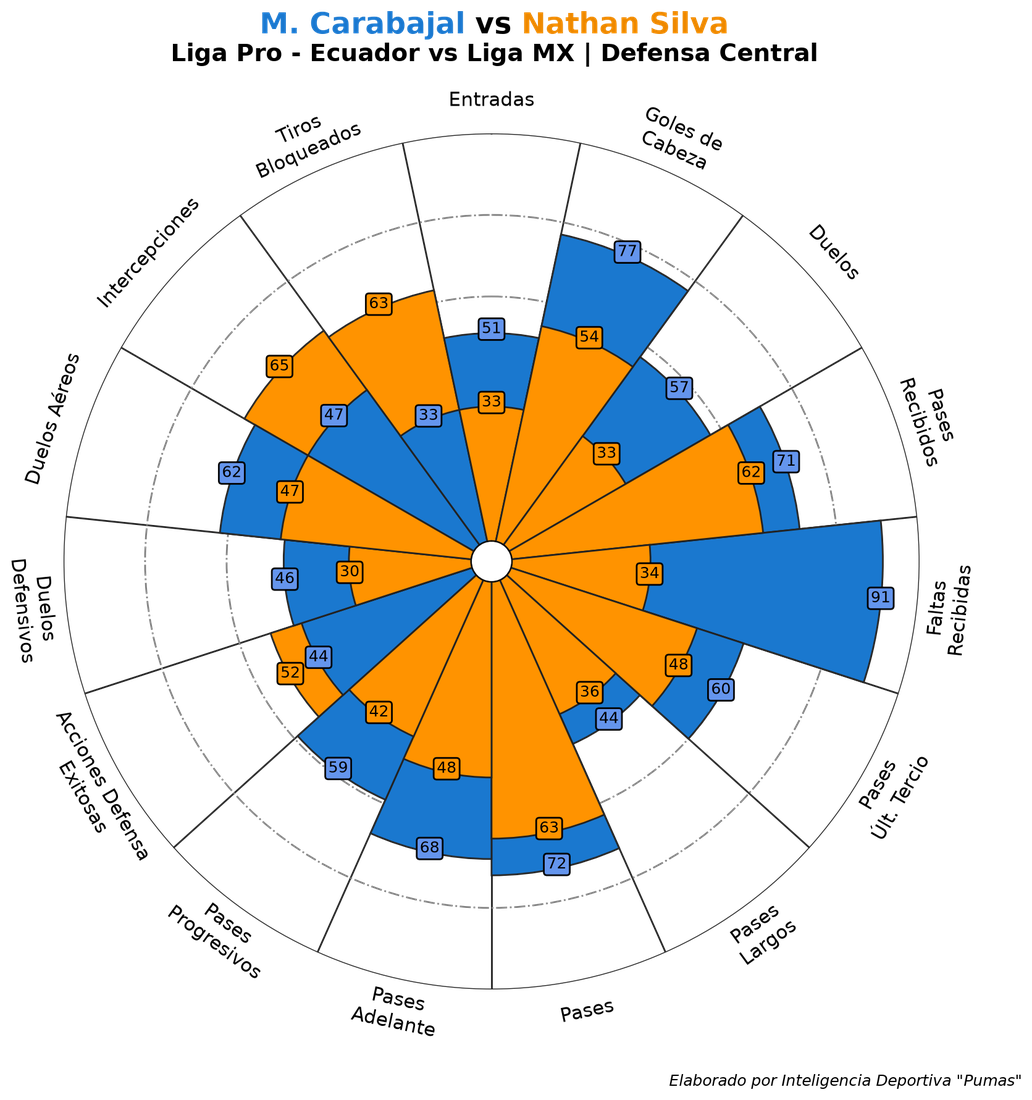 M. Carabajal vs Nathan Silva
Liga Pro - Ecuador vs Liga MX | Defensa Central
Entradas
51
33
Goles de
Cabeza
77
54
Duelos
57
33
Pases
Recibidos
71
62
Faltas
Recibidas
91
34
Pases
Últ. Tercio
48
60
Pases
Largos
36
44
Pases
63
72
Pases
Adelante
48
68
Pases
Progresivos
42
59
Acciones Defensa
Exitosas
44
52
Duelos
Defensivos
46
30
Duelos Aéreos
62
47
Intercepciones
65
47
Tiros
Bloqueados
63
33
Elaborado por Inteligencia Deportiva "Pumas"